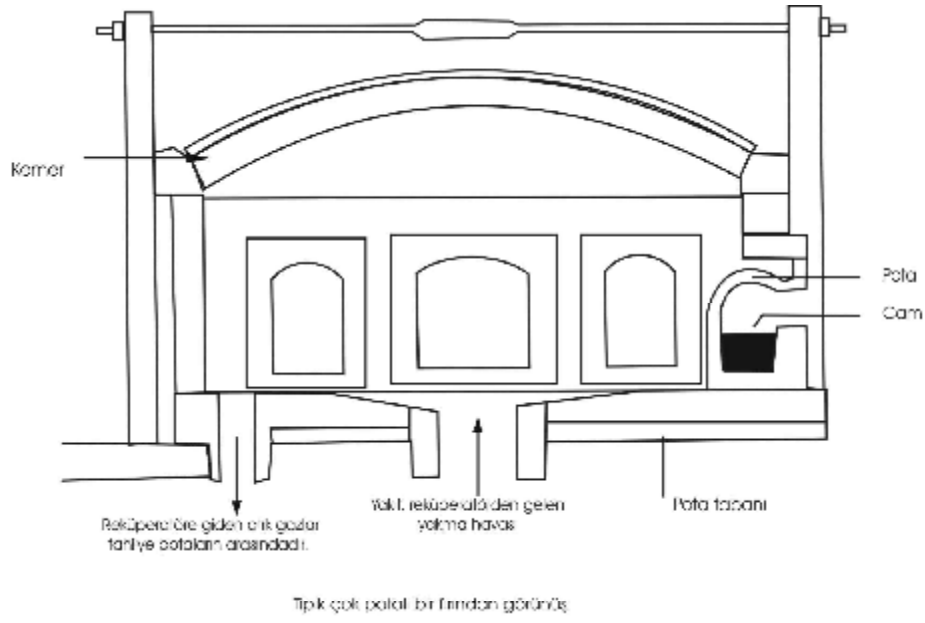 Kemer
Pota
Cam
Reküperatöre giden atık gazlar
tahliye potaların arasındadır.
Yakıt, reküperatörden gelen
yakma havası
Pota tabanı
Tipik çok potalı bir fırından görünüş